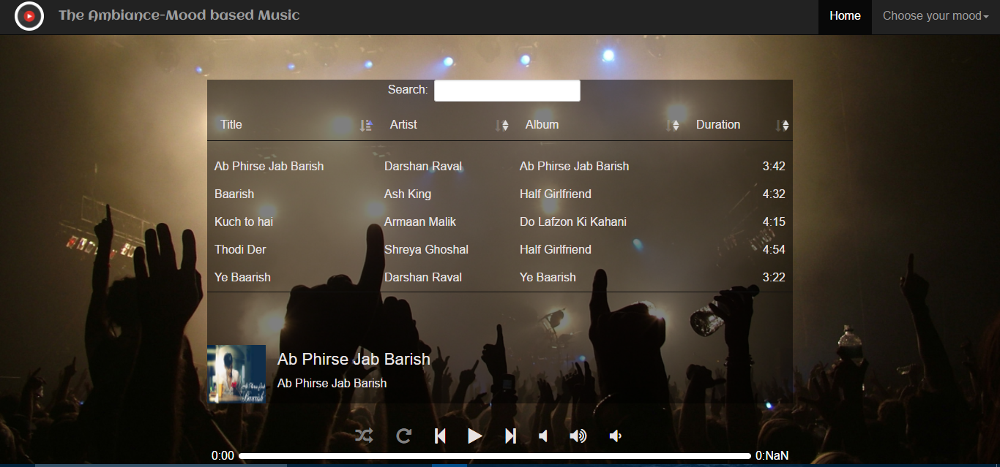 The Ambiance-Mood based Music Home Choose your mood
Search:
Title Artist Album Duration
Ab Phirse Jab Barish Darshan Raval Ab Phirse Jab Barish 3:42
Baarish Ash King Half Girlfriend 4:32
Kuch to hai Armaan Malik Do Lafzon Ki Kahani 4:15
Thodi Der Shreya Ghoshal Half Girlfriend 4:54
Ye Baarish Darshan Raval Ye Baarish 3:22
Ab Phirse Jab Barish
Ab Phirse Jab Barish
Baarish
0:00 0:NaN